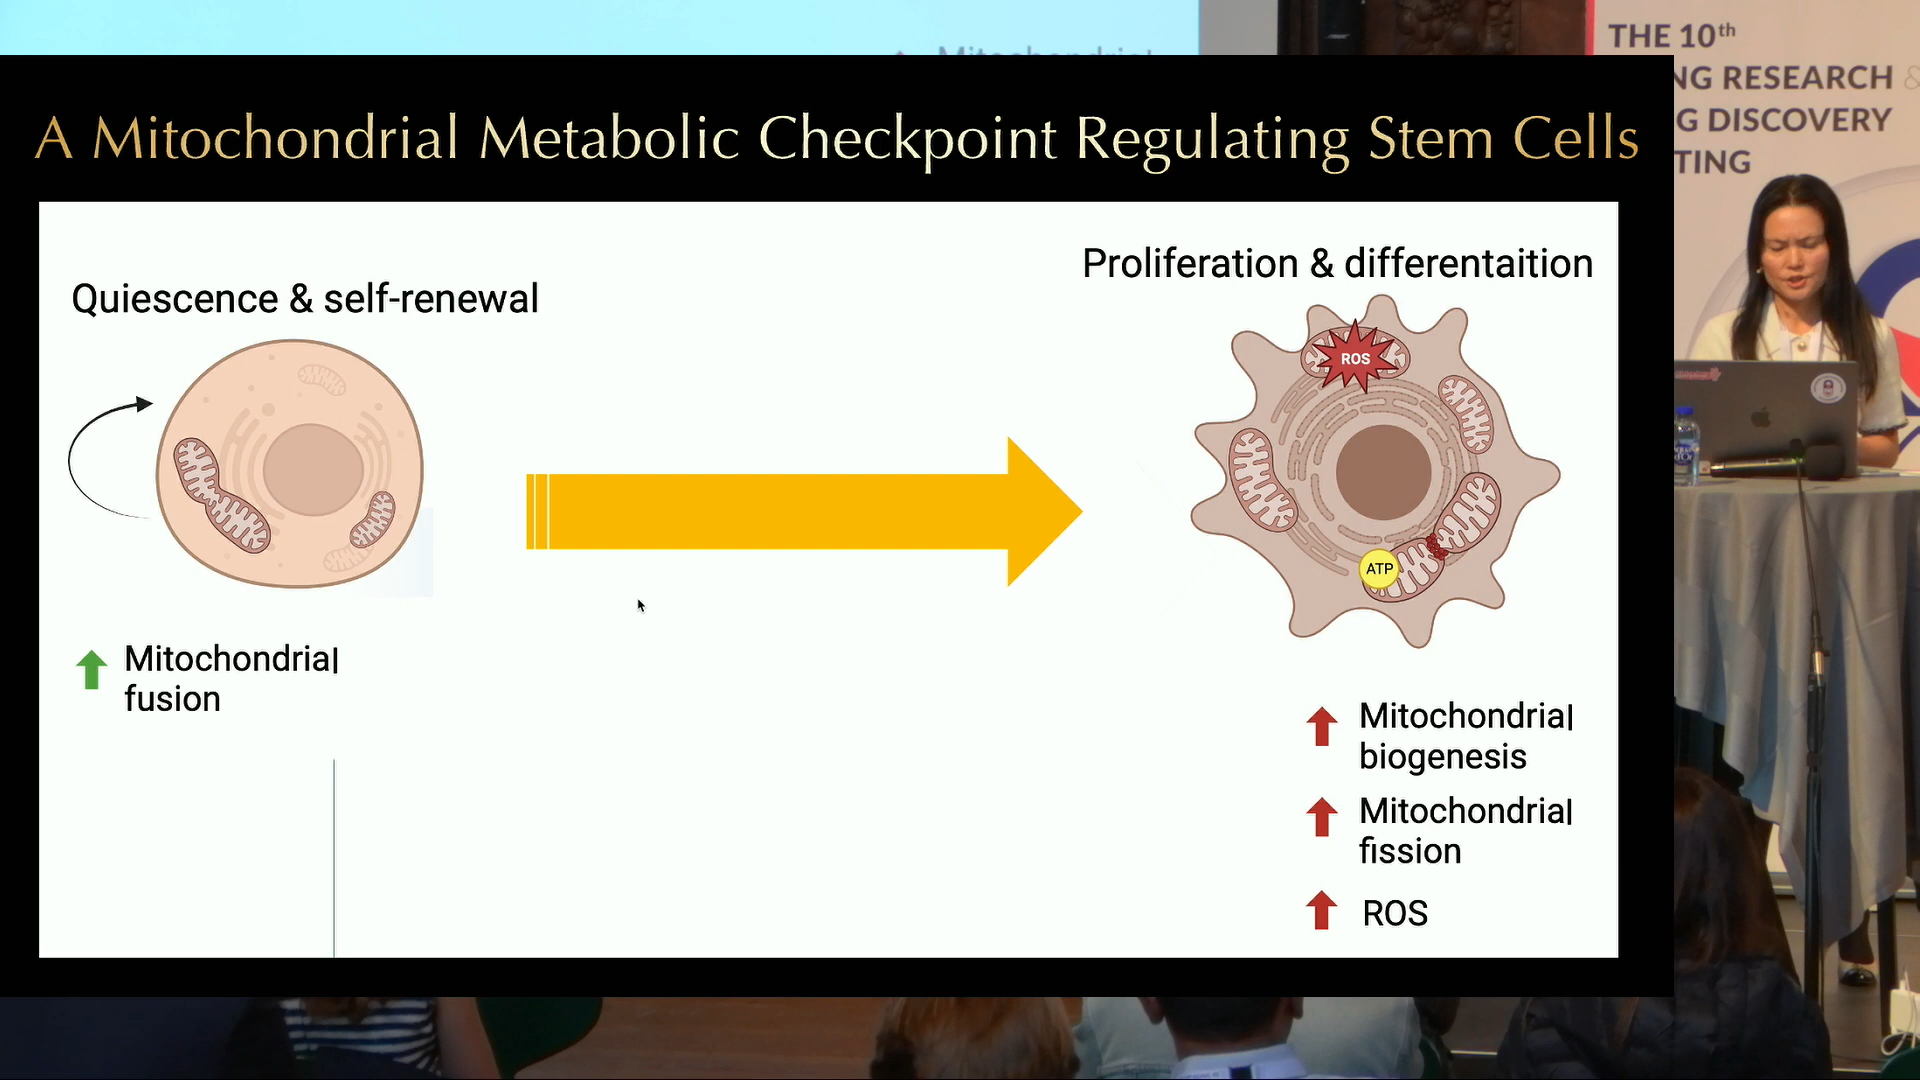 Mitochondrial
THE 10th
NG RESEARCH &
G DISCOVERY
TING
A Mitochondrial Metabolic Checkpoint Regulating Stem Cells
Quiescence & self-renewal
Proliferation & differentaition
ROS
ATP
Mitochondrial
fusion
Mitochondrial
biogenesis
Mitochondrial
fission
ROS